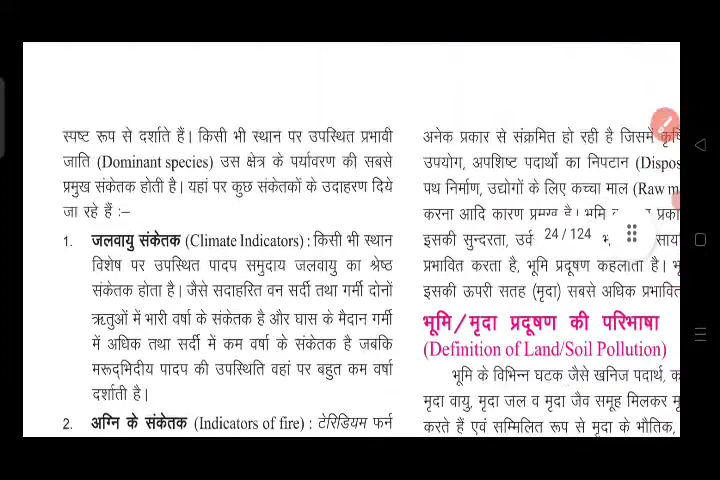 स्पष्ट रूप से दर्शाते हैं। किसी भी स्थान पर उपस्थित प्रभावी
जाति (Dominant species) उस क्षेत्र के पर्यावरण की सबसे
प्रमुख संकेतक होती है। यहां पर कुछ संकेतकों के उदाहरण दिये
जा रहे हैं :–
1. जलवायु संकेतक (Climate Indicators) : किसी भी स्थान
विशेष पर उपस्थित पादप समुदाय जलवायु का श्रेष्ठ
संकेतक होता है। जैसे सदाहरित वन सर्दी तथा गर्मी दोनों
ऋतुओं में भारी वर्षा के संकेतक है और घास के मैदान गर्मी
में अधिक तथा सर्दी में कम वर्षा के संकेतक है जबकि
मरूद्भिदीय पादप की उपस्थिति वहां पर बहुत कम वर्षा
दर्शाती है।
2. अग्नि के संकेतक (Indicators of fire) : टेरिडियम फर्न
अनेक प्रकार से संक्रमित हो रही है जिसमें
उपयोग, अपशिष्ट पदार्थों का निपटान
पथ निर्माण, उद्योगों के लिए कच्चा माल (Raw
करना आदि कारण प्रमुख है। भूमि
इसकी सुन्दरता,
24 / 124
प्रभावित करता है, भूमि प्रदूषण कहलाता है।
इसकी ऊपरी सतह (मृदा) सबसे अधिक
भूमि/मृदा प्रदूषण की परिभाषा
(Definition of Land/Soil Pollution)
भूमि के विभिन्न घटक जैसे खनिज पदार्थ,
मृदा वायु, मृदा जल व मृदा जैव समूह मिलकर
करते हैं एवं सम्मिलित रूप से मृदा के भौतिक,